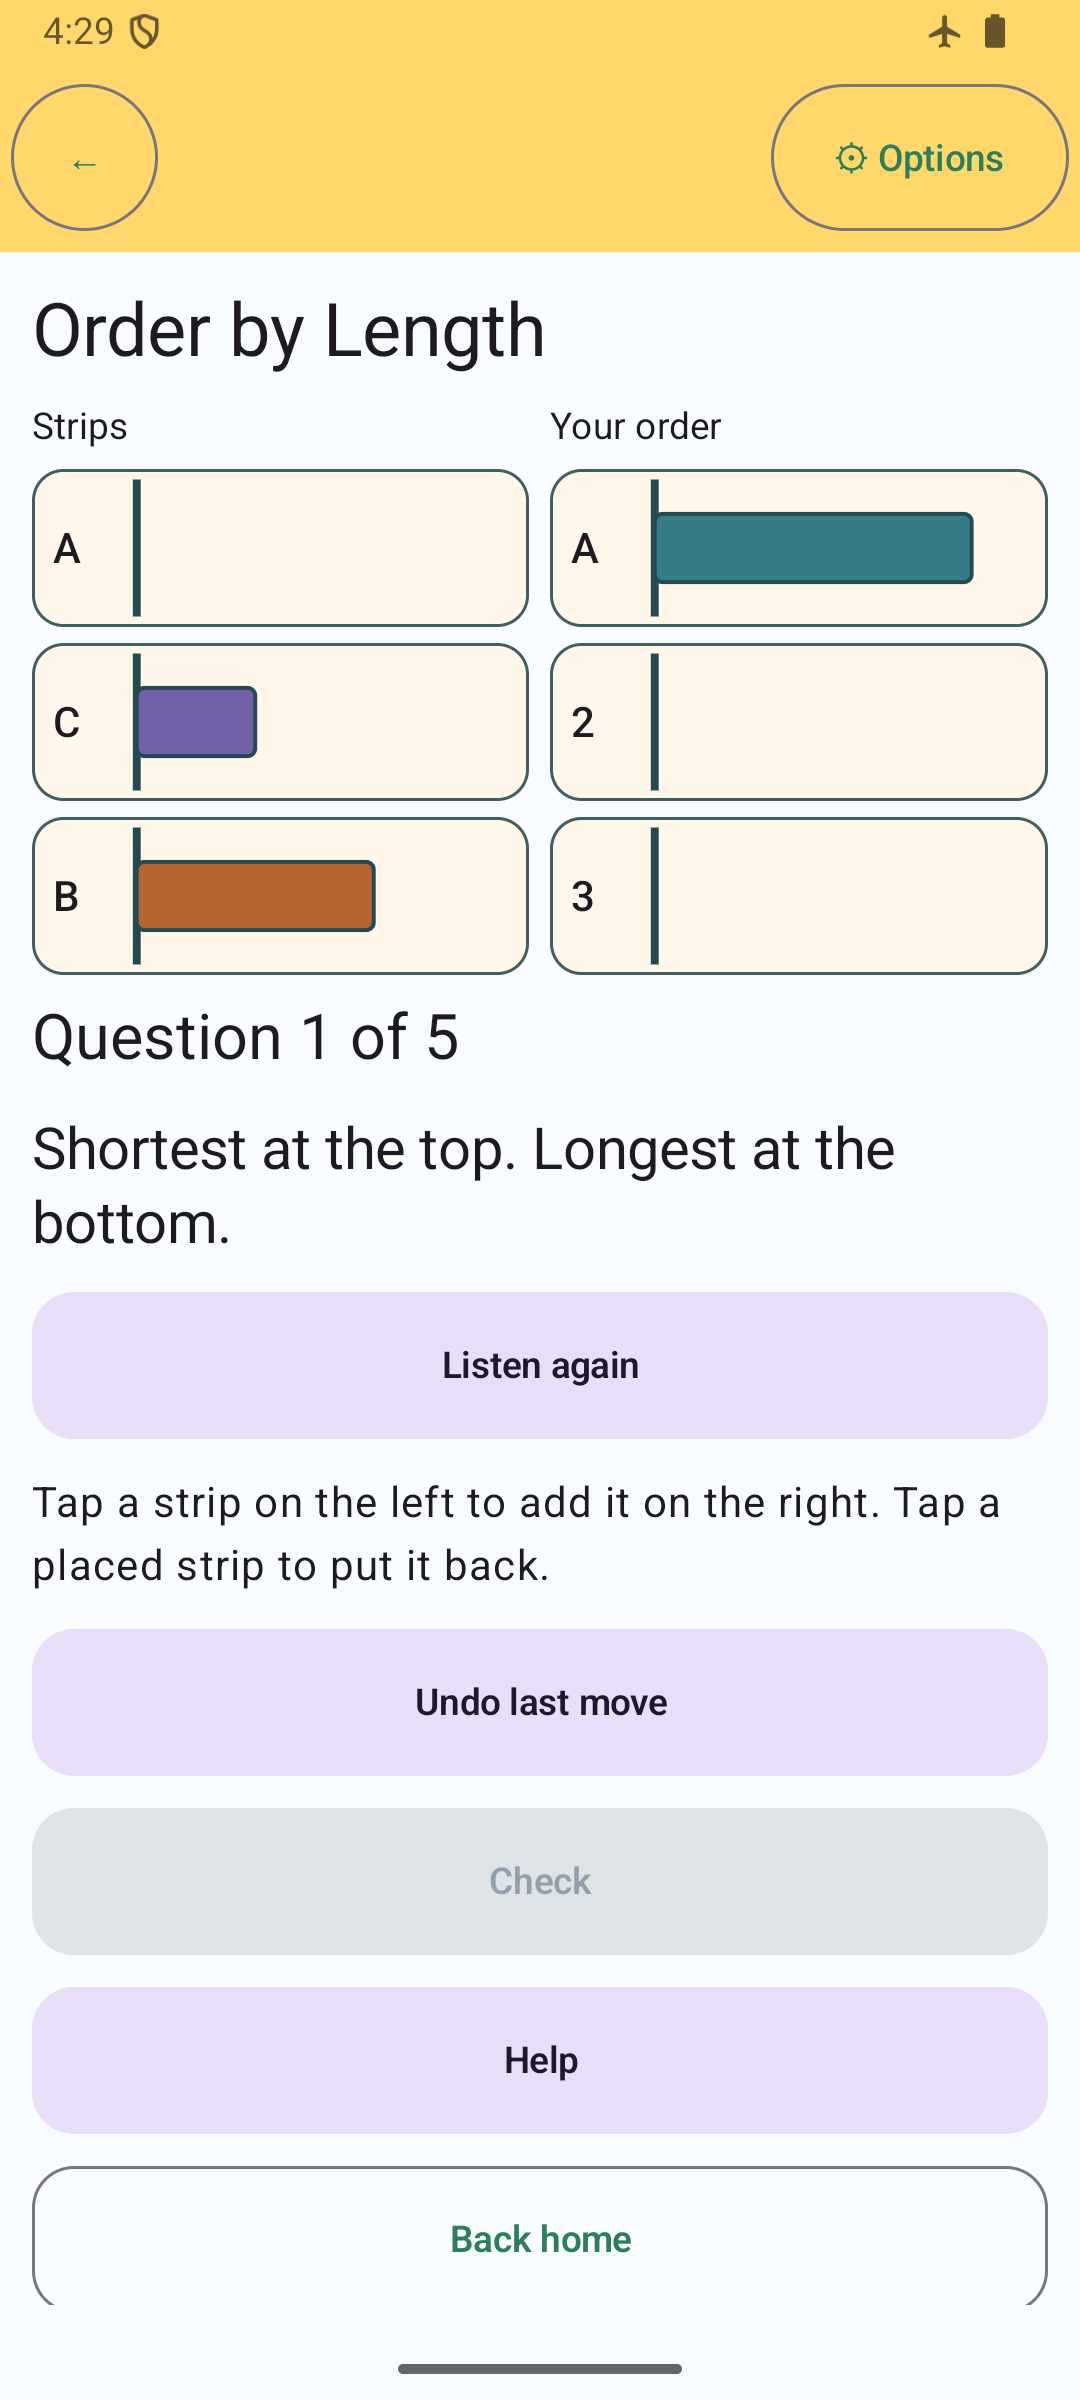 4:29
←
Options
Order by Length
Strips
Your order
A
A
C
2
B
3
Question 1 of 5
Shortest at the top. Longest at the
bottom.
Listen again
Tap a strip on the left to add it on the right. Tap a
placed strip to put it back.
Undo last move
Check
Help
Back home